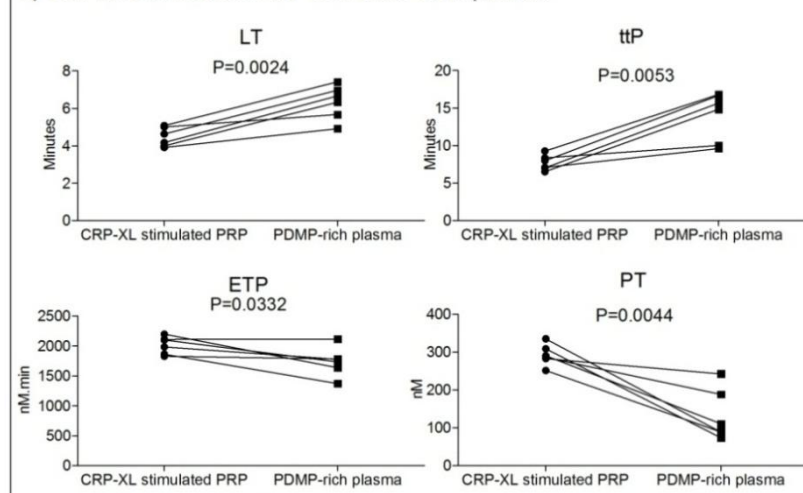 LT
P=0.0024
8
6
4
2
0
Minutes
CRP-XL stimulated PRP PDMP-rich plasma
ttP
P=0.0053
20
15
10
5
0
Minutes
CRP-XL stimulated PRP PDMP-rich plasma
ETP
P=0.0332
2500
2000
1500
1000
500
0
nM.min
CRP-XL stimulated PRP PDMP-rich plasma
PT
P=0.0044
400
300
200
100
0
nM
CRP-XL stimulated PRP PDMP-rich plasma